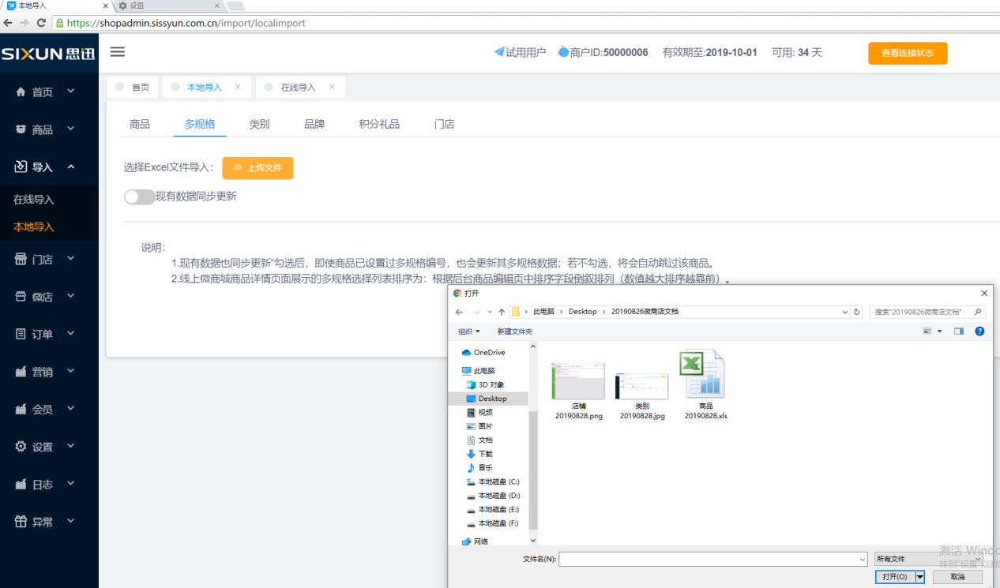 本地导入
设置
https://shopadmin.sissyun.com.cn/import/localimport
SIXUN思迅
试用用户 商户ID:50000006 有效期至:2019-10-01 可用: 34 天
查看连接状态
首页
商品
导入
在线导入
本地导入
门店
微店
订单
营销
会员
设置
日志
异常
首页 本地导入 在线导入
商品 多规格 类别 品牌 积分礼品 门店
选择Excel文件导入： 上传文件
现有数据同步更新
说明：
1.现有数据也同步更新"勾选后，即使商品已设置过多规格编号，也会更新其多规格数据；若不勾选，将会自动跳过该商品。
2.线上微商城商品详情页面展示的多规格选择列表排序为：根据后台商品编辑页中排序字段倒叙排列（数值越大排序越靠前）。
打开
此电脑 Desktop 20190826微商店文档
搜索"20190826微商店文档"
组织 新建文件夹
OneDrive
此电脑
3D 对象
Desktop
视频
图片
文档
下载
音乐
本地磁盘 (C:)
本地磁盘 (D:)
本地磁盘 (E:)
本地磁盘 (F:)
网络
店铺
20190828.png
类别
20190828.jpg
商品
20190828.xls
文件名(N):
所有文件
打开(O) 取消
激活 Windo
转到"设置"以激